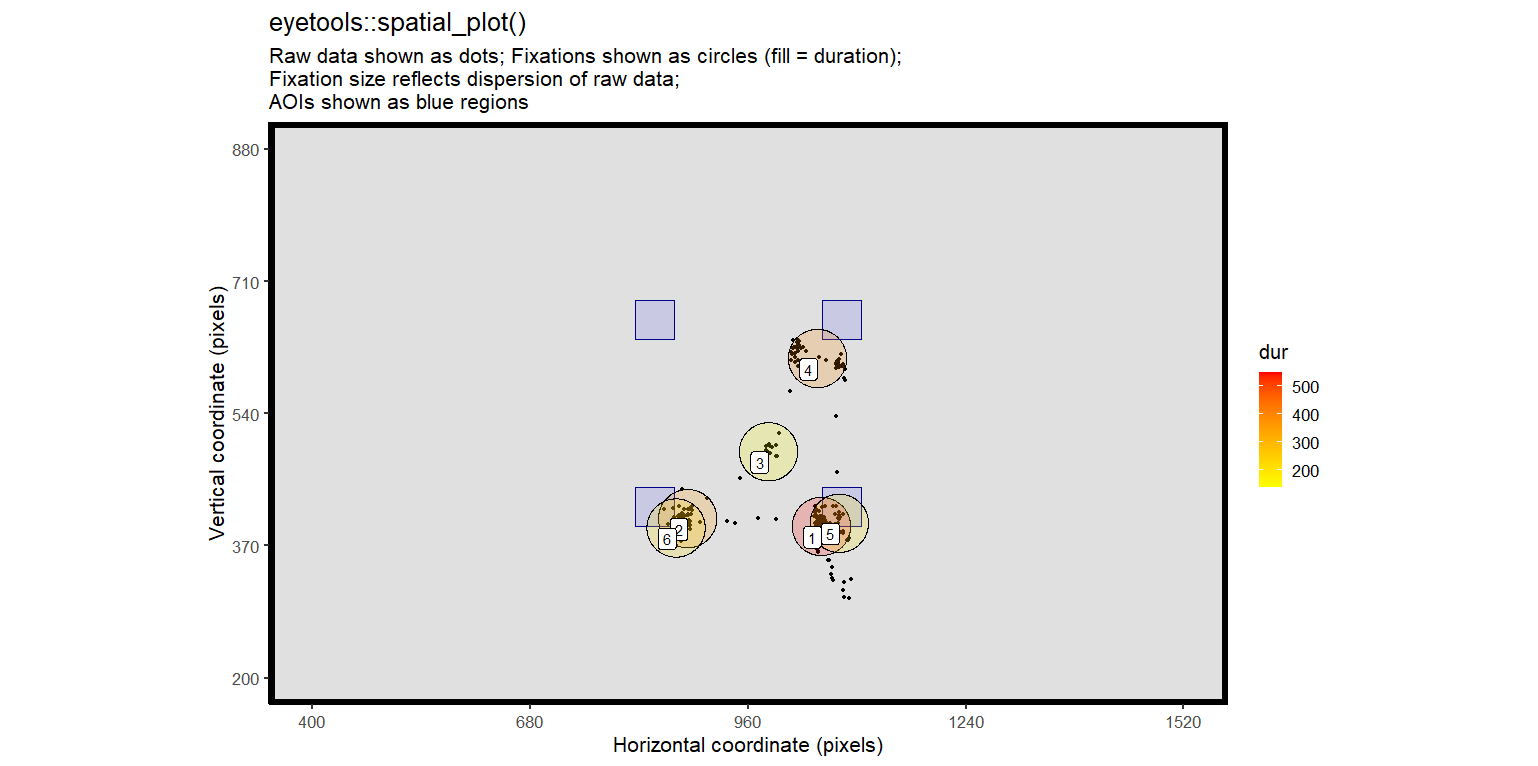 eyetools::spatial_plot()
Raw data shown as dots; Fixations shown as circles (fill = duration);
Fixation size reflects dispersion of raw data;
AOIs shown as blue regions
880
710
540
370
200
Vertical coordinate (pixels)
4
3
2
6
1
5
400
680
960
1240
1520
Horizontal coordinate (pixels)
dur
500
400
300
200